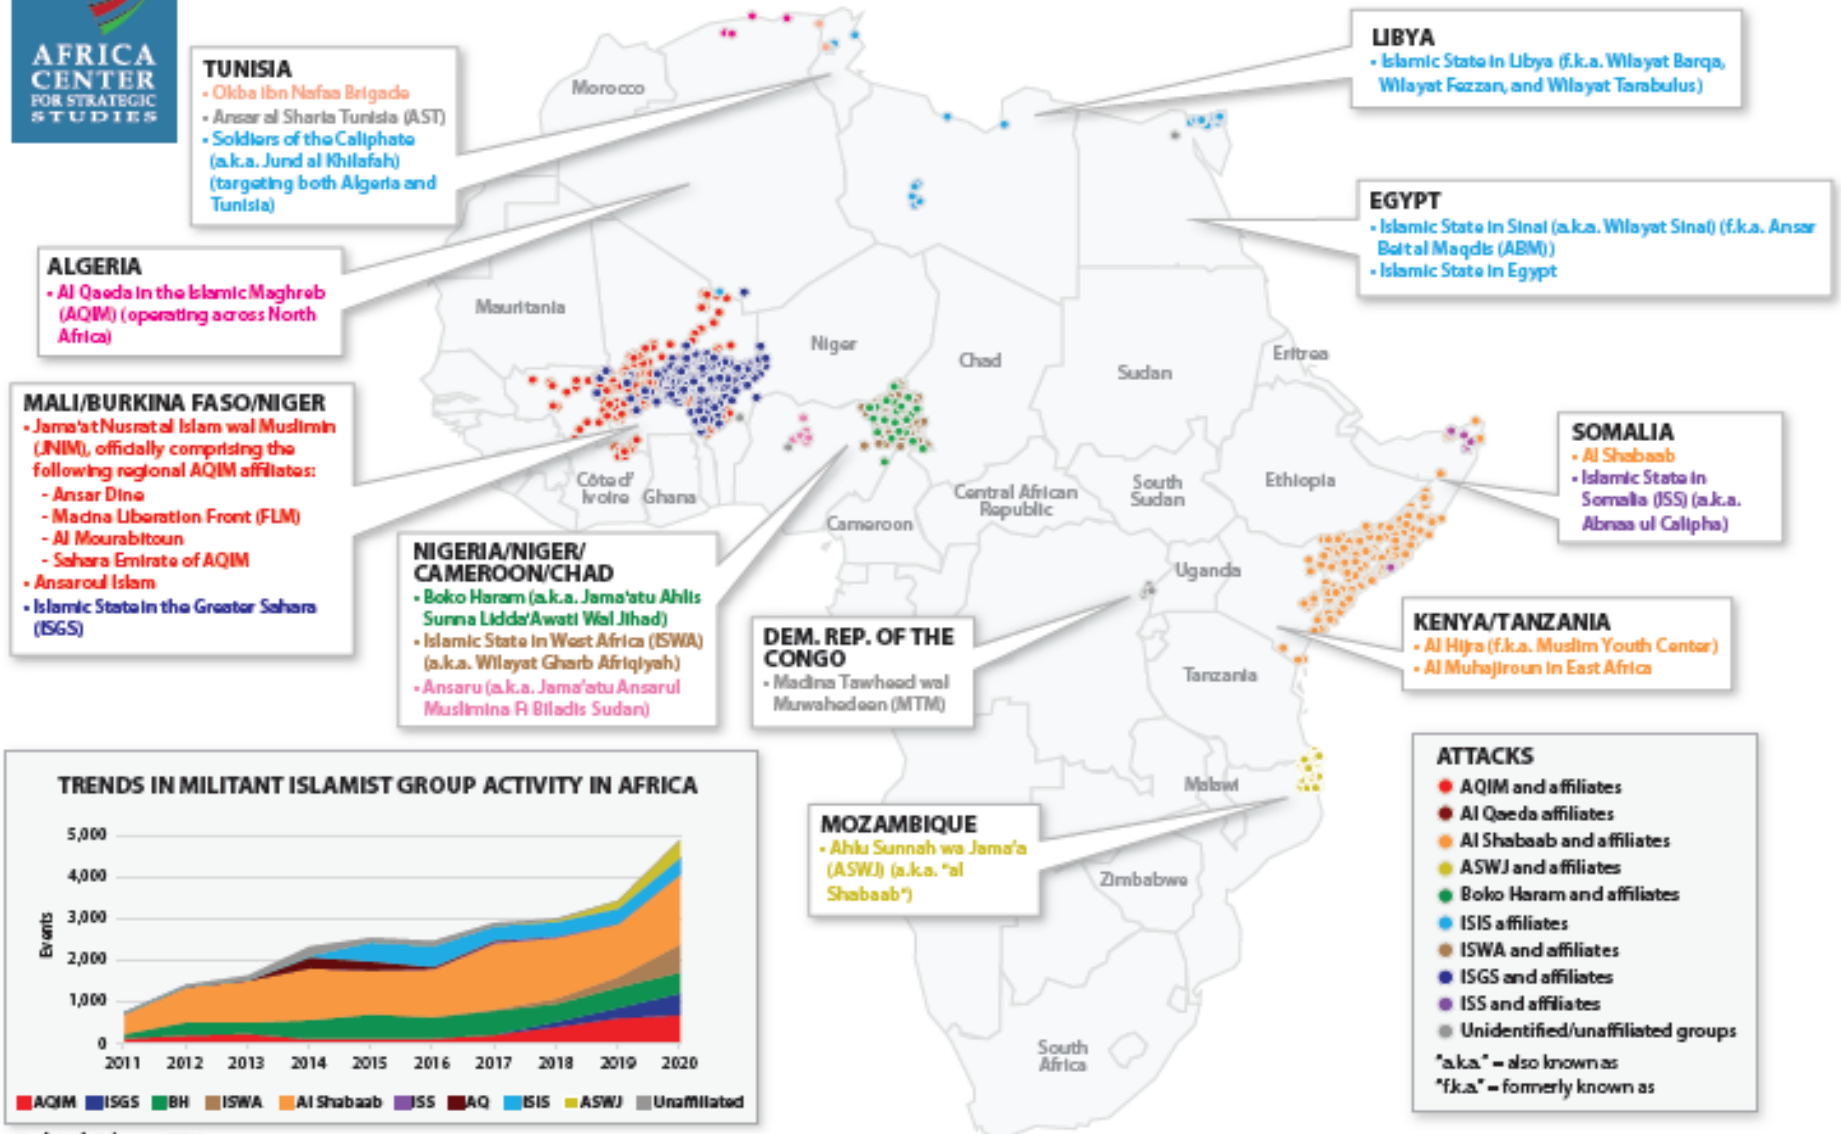 AFRICA
CENTER
FOR STRATEGIC
STUDIES
TUNISIA
• Okba ibn Nafaa Brigade
• Ansar al Sharia Tunisia (AST)
• Soldiers of the Caliphate
(a.k.a. Jund al Khilafah)
(targeting both Algeria and
Tunisia)
ALGERIA
• Al Qaeda in the Islamic Maghreb
(AQIM) (operating across North
Africa)
MALI/BURKINA FASO/NIGER
• Jama'at Nusrat al Islam wal Muslimin
(JNIM), officially comprising the
following regional AQIM affiliates:
- Ansar Dine
- Macina Liberation Front (FLM)
- Al Mourabitoun
- Sahara Emirate of AQIM
• Ansaroul Islam
• Islamic State in the Greater Sahara
(ISGS)
NIGERIA/NIGER/
CAMEROON/CHAD
• Boko Haram (a.k.a. Jama'atu Ahlis
Sunna Lidda'Awati Wal Jihad)
• Islamic State in West Africa (ISWA)
(a.k.a. Wilayat Gharb Afriqiyah)
• Ansaru (a.k.a. Jama'atu Ansarul
Muslimina Fi Biladis Sudan)
DEM. REP. OF THE
CONGO
• Madina Tawheed wal
Muwahedeen (MTM)
MOZAMBIQUE
• Ahlu Sunnah wa Jama'a
(ASWJ) (a.k.a. "al
Shabaab")
LIBYA
• Islamic State in Libya (f.k.a. Wilayat Barqa,
Wilayat Fezzan, and Wilayat Tarabulus)
EGYPT
• Islamic State in Sinai (a.k.a. Wilayat Sinai) (f.k.a. Ansar
Beit al Maqdis (ABM))
• Islamic State in Egypt
SOMALIA
• Al Shabaab
• Islamic State in
Somalia (ISS) (a.k.a.
Abnaa ul Calipha)
KENYA/TANZANIA
• Al Hijra (f.k.a. Muslim Youth Center)
• Al Muhajiroun in East Africa
Morocco
Mauritania
Niger
Chad
Sudan
Eritrea
Côte d'
Ivoire
Ghana
Cameroon
Central African
Republic
South
Sudan
Ethiopia
Uganda
Tanzania
Malawi
Zimbabwe
South
Africa
TRENDS IN MILITANT ISLAMIST GROUP ACTIVITY IN AFRICA
Events
5,000
4,000
3,000
2,000
1,000
0
2011 2012 2013 2014 2015 2016 2017 2018 2019 2020
AQIM ISGS BH ISWA Al Shabaab ISS AQ ISIS ASWJ Unaffiliated
ATTACKS
AQIM and affiliates
Al Qaeda affiliates
Al Shabaab and affiliates
ASWJ and affiliates
Boko Haram and affiliates
ISIS affiliates
ISWA and affiliates
ISGS and affiliates
ISS and affiliates
Unidentified/unaffiliated groups
"a.k.a." = also known as
"f.k.a." = formerly known as